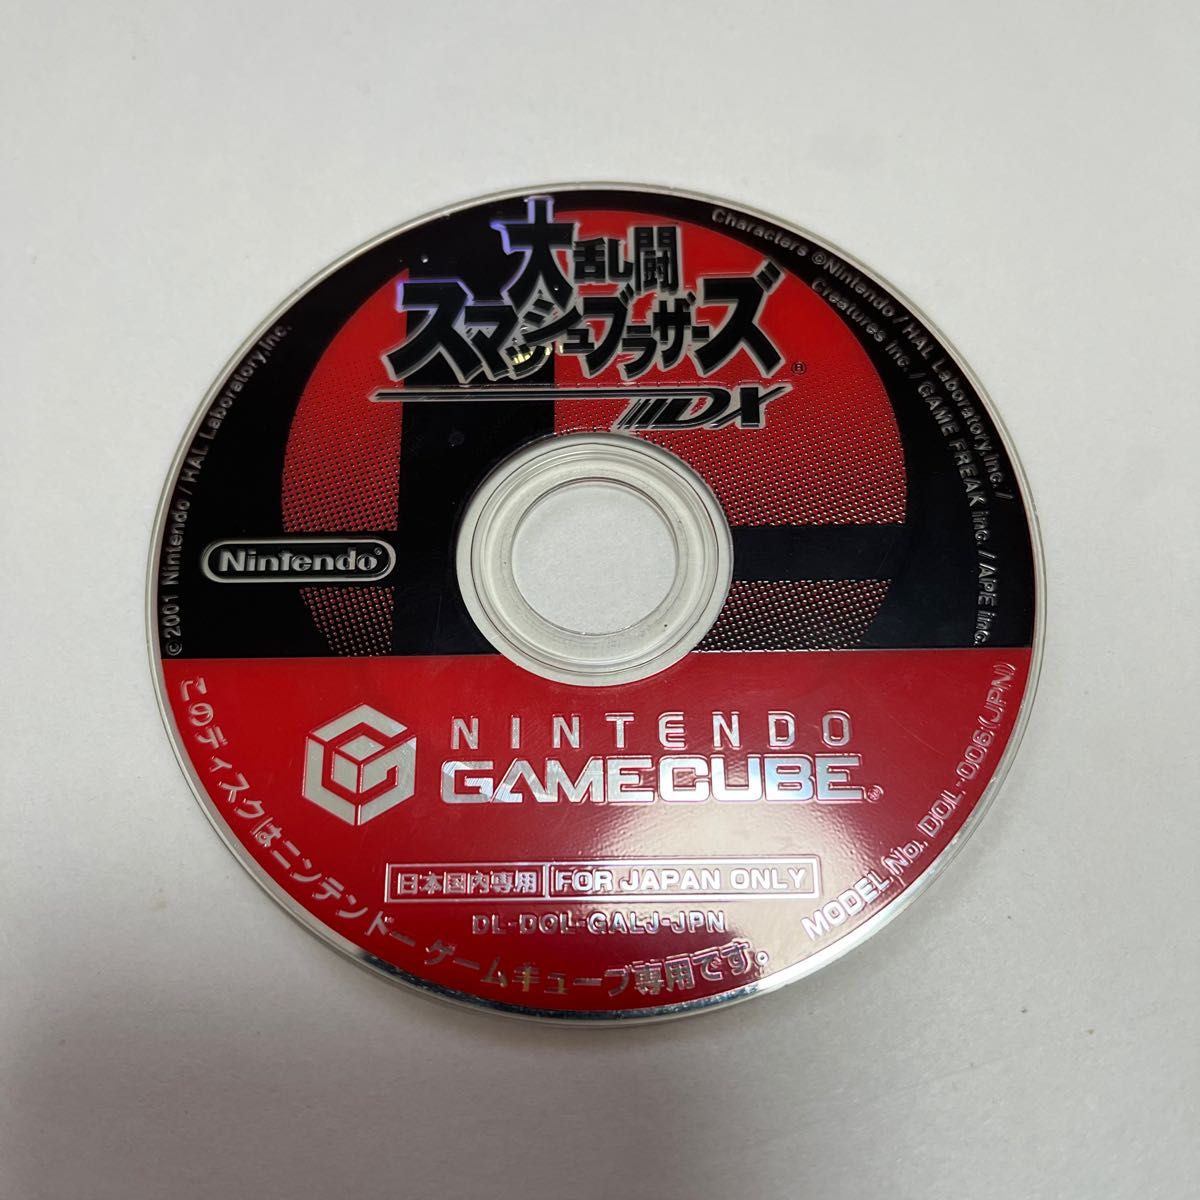 大乱闘
スマッシュブラザーズ®
DX
Characters ©Nintendo / HAL Laboratory,Inc. /
Creatures inc. / GAME FREAK inc. / APE inc.
©2001 Nintendo / HAL Laboratory,Inc.
Nintendo®
NINTENDO
GAMECUBE
日本国内専用 FOR JAPAN ONLY
DL-DOL-GALJ-JPN
このディスクはニンテンドー ゲームキューブ専用です。
MODEL No. DOL-006(JPN)